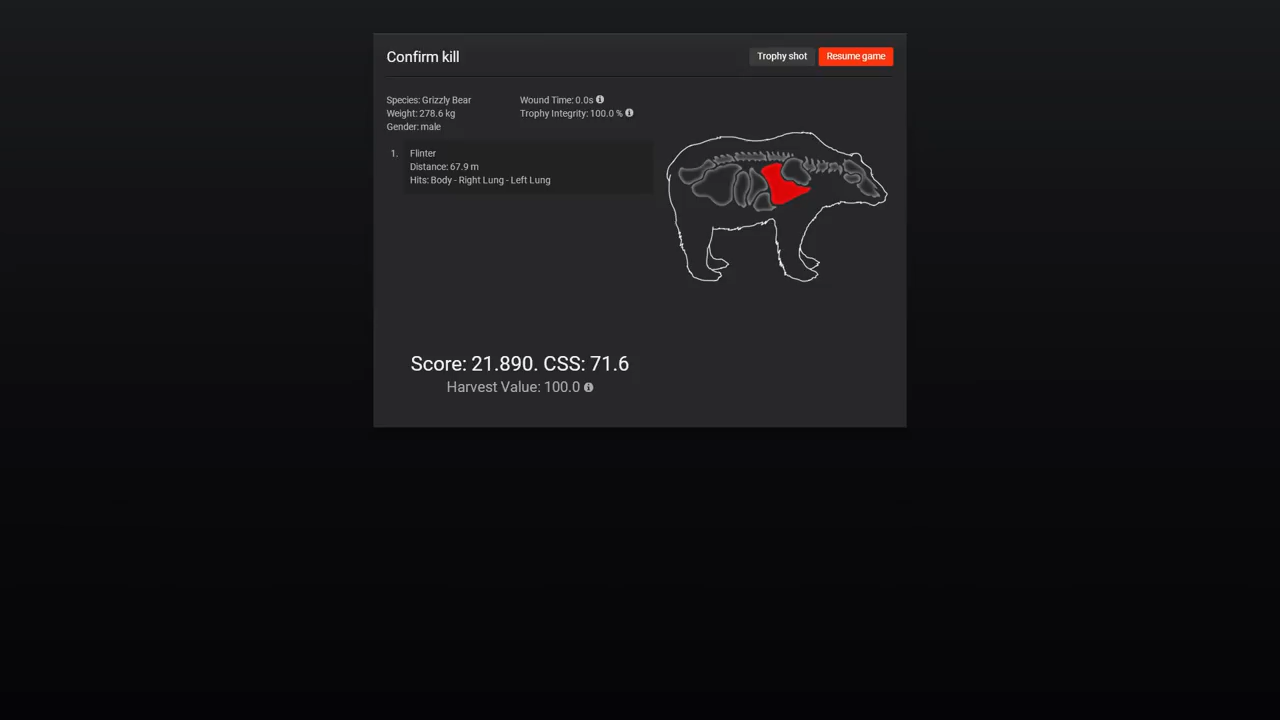 Confirm kill
Trophy shot
Resume game
Species: Grizzly Bear
Weight: 278.6 kg
Gender: male
Wound Time: 0.0s
Trophy Integrity: 100.0 %
1. Flinter
Distance: 67.9 m
Hits: Body - Right Lung - Left Lung
Score: 21.890. CSS: 71.6
Harvest Value: 100.0